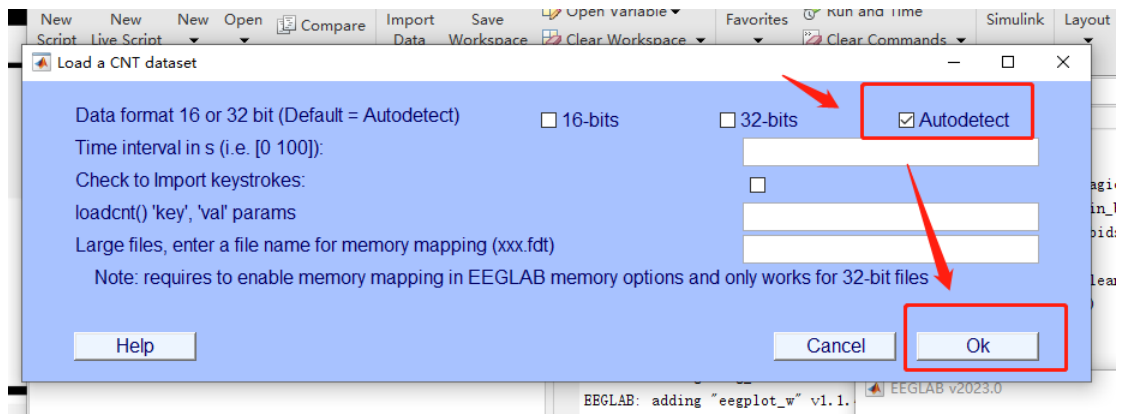 New New New Open Compare Import Save Open Variable Favorites Run and Time Simulink Layout
Script Live Script Data Workspace Clear Workspace Clear Commands
Load a CNT dataset
Data format 16 or 32 bit (Default = Autodetect) 16-bits 32-bits Autodetect
Time interval in s (i.e. [0 100]):
Check to Import keystrokes:
loadcnt() 'key', 'val' params
Large files, enter a file name for memory mapping (xxx.fdt)
Note: requires to enable memory mapping in EEGLAB memory options and only works for 32-bit files
Help Cancel Ok
EEGLAB v2023.0
EEGLAB: adding "eegplot_w" v1.1.